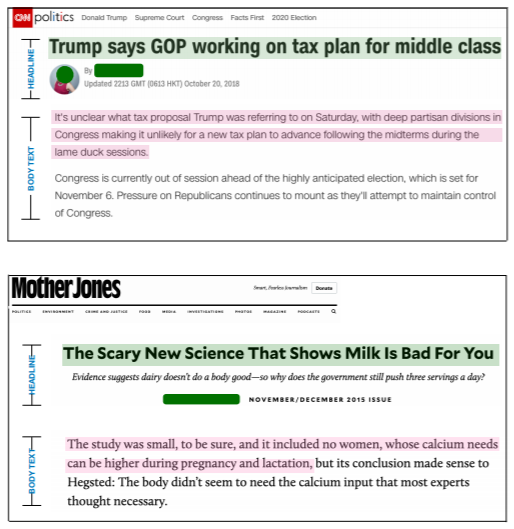 CNN politics Donald Trump Supreme Court Congress Facts First 2020 Election
HEADLINE
Trump says GOP working on tax plan for middle class
By
Updated 2213 GMT (0613 HKT) October 20, 2018
BODY TEXT
It's unclear what tax proposal Trump was referring to on Saturday, with deep partisan divisions in
Congress making it unlikely for a new tax plan to advance following the midterms during the
lame duck sessions.
Congress is currently out of session ahead of the highly anticipated election, which is set for
November 6. Pressure on Republicans continues to mount as they'll attempt to maintain control
of Congress.
Mother Jones
Smart, Fearless Journalism Donate
POLITICS ENVIRONMENT CRIME AND JUSTICE FOOD MEDIA INVESTIGATIONS PHOTOS MAGAZINE PODCASTS
HEADLINE
The Scary New Science That Shows Milk Is Bad For You
Evidence suggests dairy doesn't do a body good—so why does the government still push three servings a day?
NOVEMBER/DECEMBER 2015 ISSUE
BODY TEXT
The study was small, to be sure, and it included no women, whose calcium needs
can be higher during pregnancy and lactation, but its conclusion made sense to
Hegsted: The body didn't seem to need the calcium input that most experts
thought necessary.